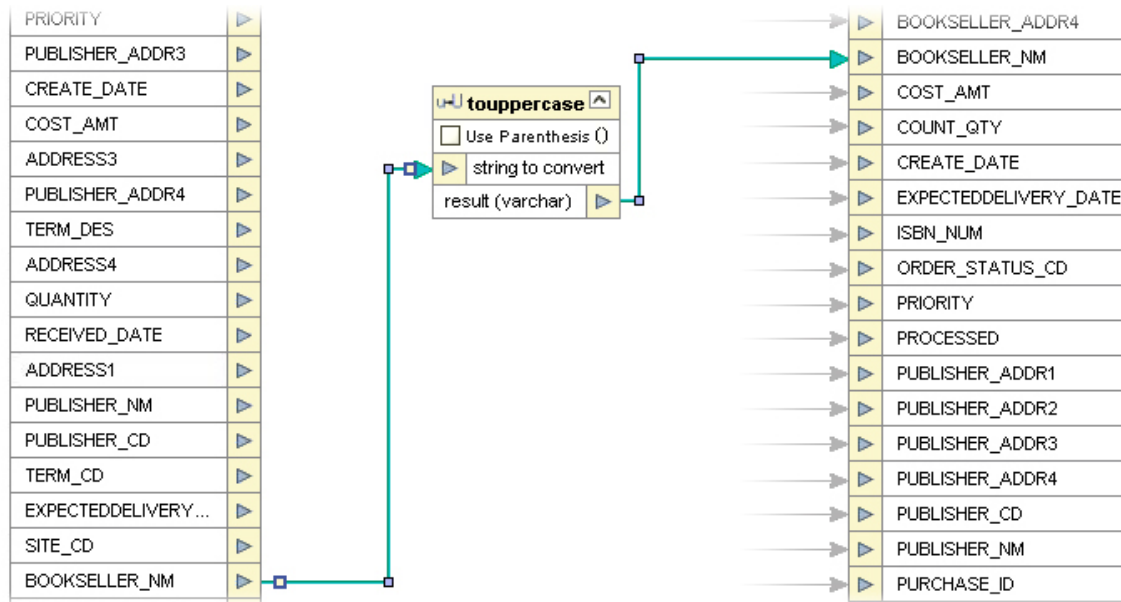 PRIORITY
PUBLISHER_ADDR3
CREATE_DATE
COST_AMT
ADDRESS3
PUBLISHER_ADDR4
TERM_DES
ADDRESS4
QUANTITY
RECEIVED_DATE
ADDRESS1
PUBLISHER_NM
PUBLISHER_CD
TERM_CD
EXPECTEDDELIVERY...
SITE_CD
BOOKSELLER_NM
touppercase
Use Parenthesis ()
string to convert
result (varchar)
BOOKSELLER_ADDR4
BOOKSELLER_NM
COST_AMT
COUNT_QTY
CREATE_DATE
EXPECTEDDELIVERY_DATE
ISBN_NUM
ORDER_STATUS_CD
PRIORITY
PROCESSED
PUBLISHER_ADDR1
PUBLISHER_ADDR2
PUBLISHER_ADDR3
PUBLISHER_ADDR4
PUBLISHER_CD
PUBLISHER_NM
PURCHASE_ID